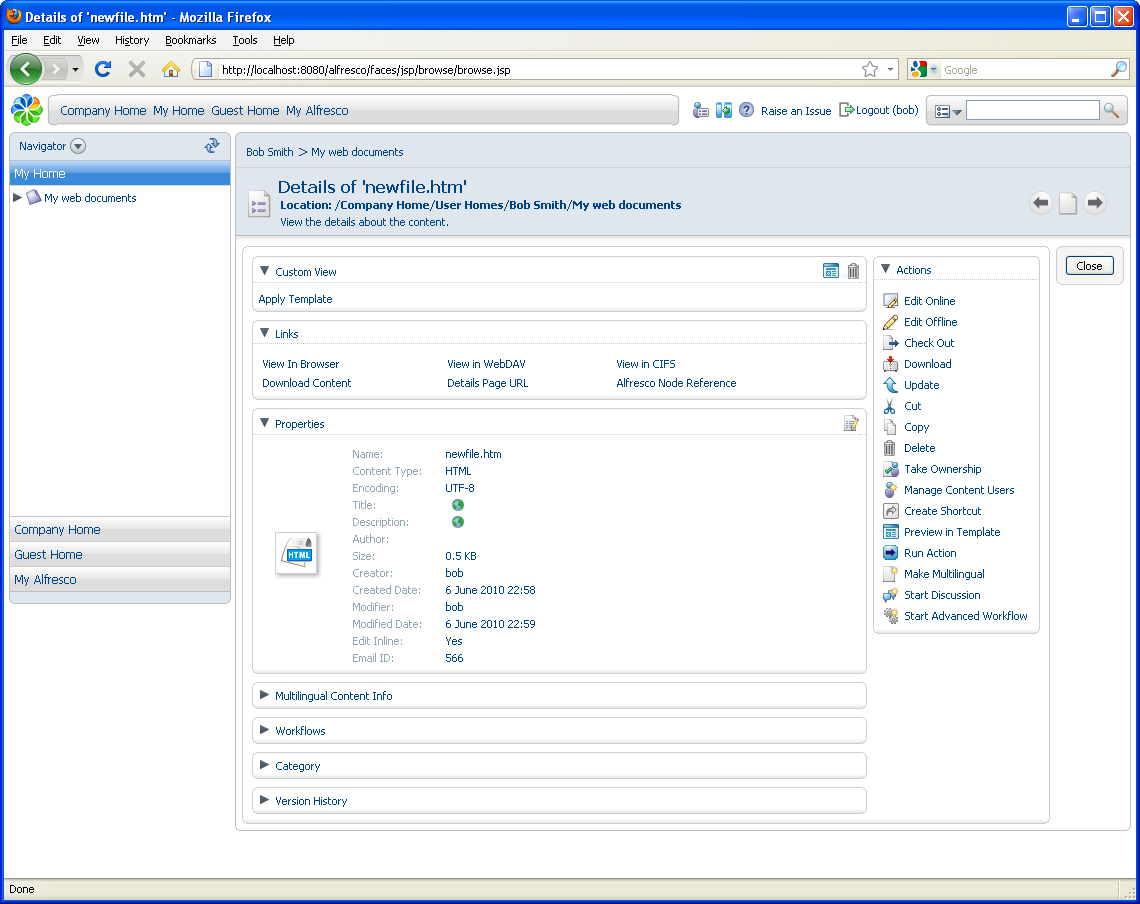 Details of 'newfile.htm' - Mozilla Firefox
File Edit View History Bookmarks Tools Help
http://localhost:8080/alfresco/faces/jsp/browse/browse.jsp Google
Company Home My Home Guest Home My Alfresco Raise an Issue Logout (bob)
Navigator
My Home
My web documents
Company Home
Guest Home
My Alfresco
Bob Smith > My web documents
Details of 'newfile.htm'
Location: /Company Home/User Homes/Bob Smith/My web documents
View the details about the content.
Custom View
Apply Template
Links
View In Browser View in WebDAV View in CIFS
Download Content Details Page URL Alfresco Node Reference
Properties
HTML
Name: newfile.htm
Content Type: HTML
Encoding: UTF-8
Title:
Description:
Author:
Size: 0.5 KB
Creator: bob
Created Date: 6 June 2010 22:58
Modifier: bob
Modified Date: 6 June 2010 22:59
Edit Inline: Yes
Email ID: 566
Multilingual Content Info
Workflows
Category
Version History
Actions
Edit Online
Edit Offline
Check Out
Download
Update
Cut
Copy
Delete
Take Ownership
Manage Content Users
Create Shortcut
Preview in Template
Run Action
Make Multilingual
Start Discussion
Start Advanced Workflow
Close
Done